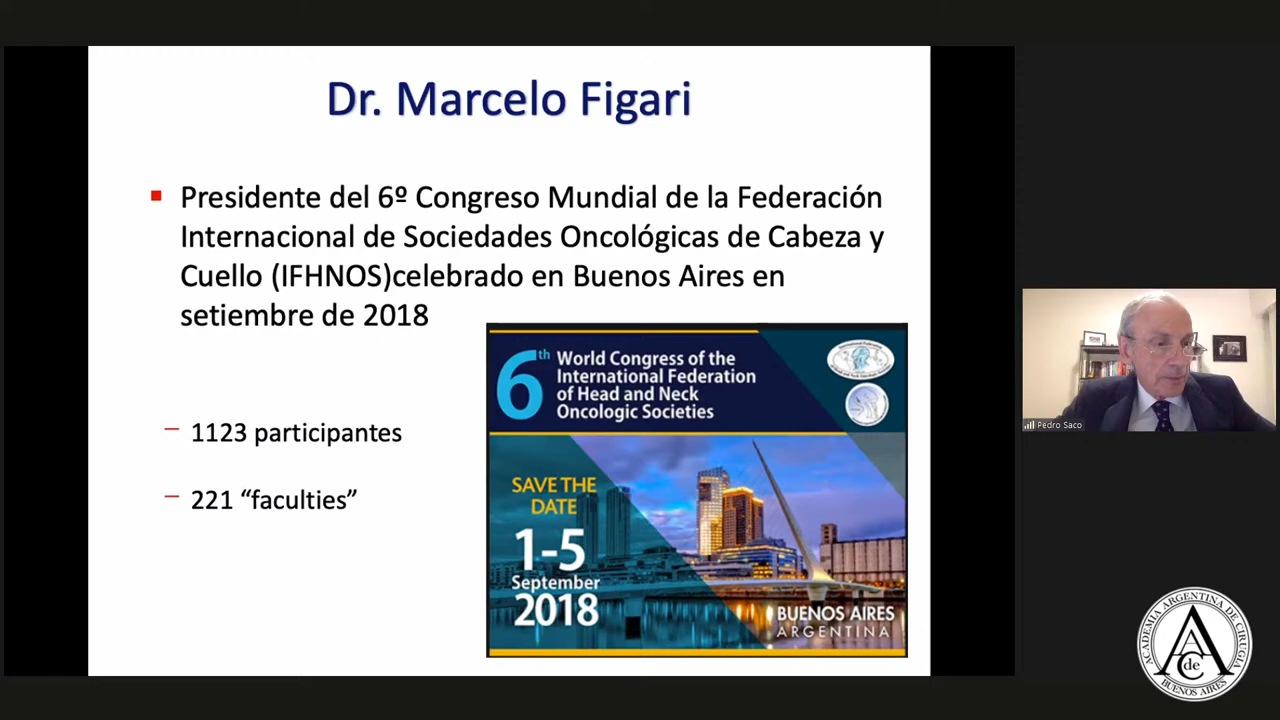 Dr. Marcelo Figari
Presidente del 6º Congreso Mundial de la Federación
Internacional de Sociedades Oncológicas de Cabeza y
Cuello (IFHNOS)celebrado en Buenos Aires en
setiembre de 2018
– 1123 participantes
– 221 “faculties”
6th
World Congress of the
International Federation
of Head and Neck
Oncologic Societies
SAVE THE
DATE
1-5
September
2018
BUENOS AIRES
ARGENTINA
Pedro Saco
ACADEMIA ARGENTINA DE CIRUGÍA
AAC
de
BUENOS AIRES